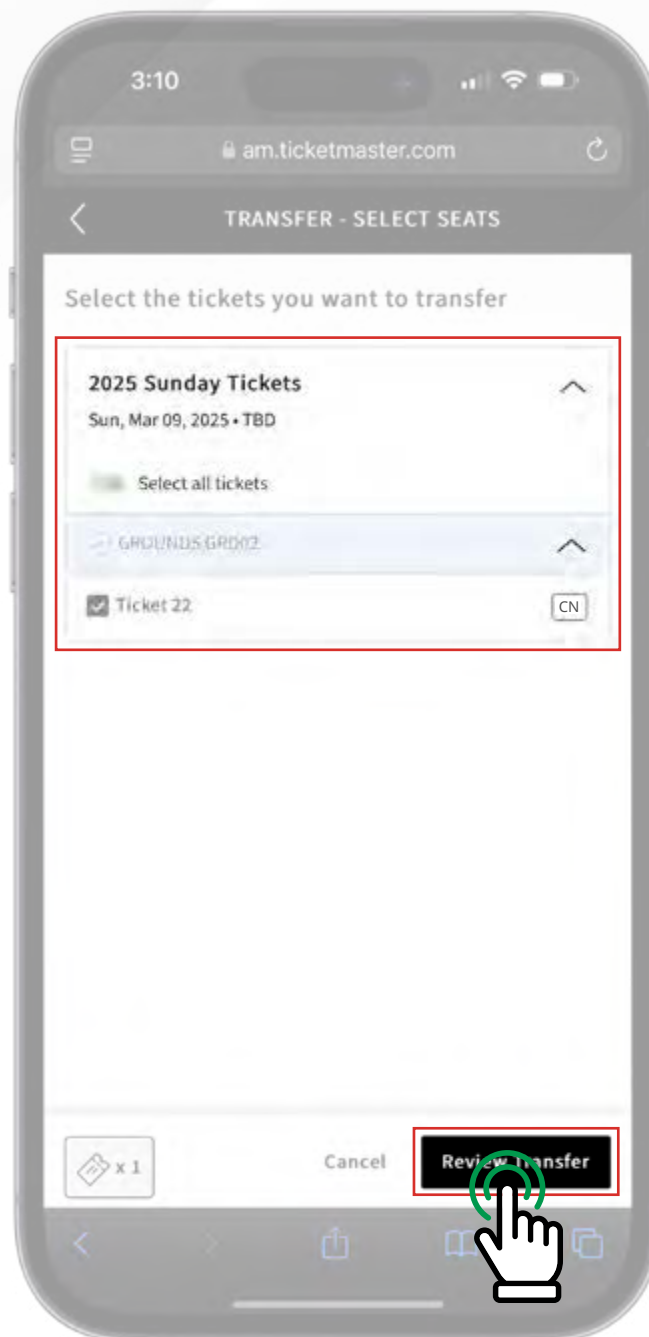 3:10
am.ticketmaster.com
TRANSFER - SELECT SEATS
Select the tickets you want to transfer
2025 Sunday Tickets
Sun, Mar 09, 2025 • TBD
Select all tickets
GROUNDS GRD02
Ticket 22 CN
x 1 Cancel Review Transfer